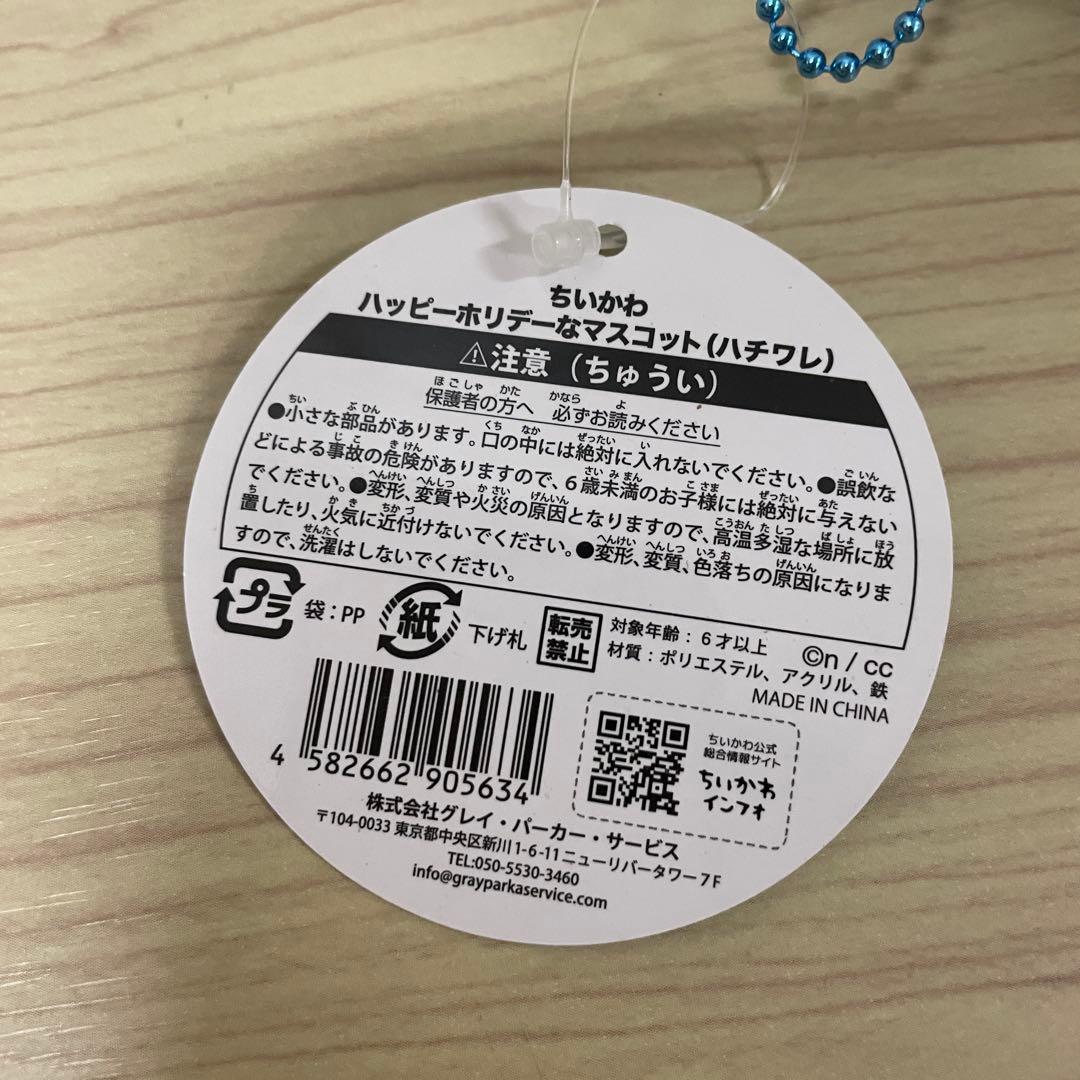 ちいかわ
ハッピーホリデーなマスコット(ハチワレ)
⚠注意(ちゅうい)
保護者の方へ 必ずお読みください
●小さな部品があります。口の中には絶対に入れないでください。●誤飲な
どによる事故の危険がありますので、6歳未満のお子様には絶対に与えない
でください。●変形、変質や火災の原因となりますので、高温多湿な場所に放
置したり、火気に近付けないでください。●変形、変質、色落ちの原因になりま
すので、洗濯はしないでください。
プラ 袋:PP 紙 下げ札 転売禁止 対象年齢:6才以上
材質:ポリエステル、アクリル、鉄
©n / cc
MADE IN CHINA
4 582662 905634
ちいかわ公式
総合情報サイト
ちいかわ
インフォ
株式会社グレイ・パーカー・サービス
〒104-0033 東京都中央区新川1-6-11ニューリバータワー7F
TEL:050-5530-3460
info@grayparkaservice.com